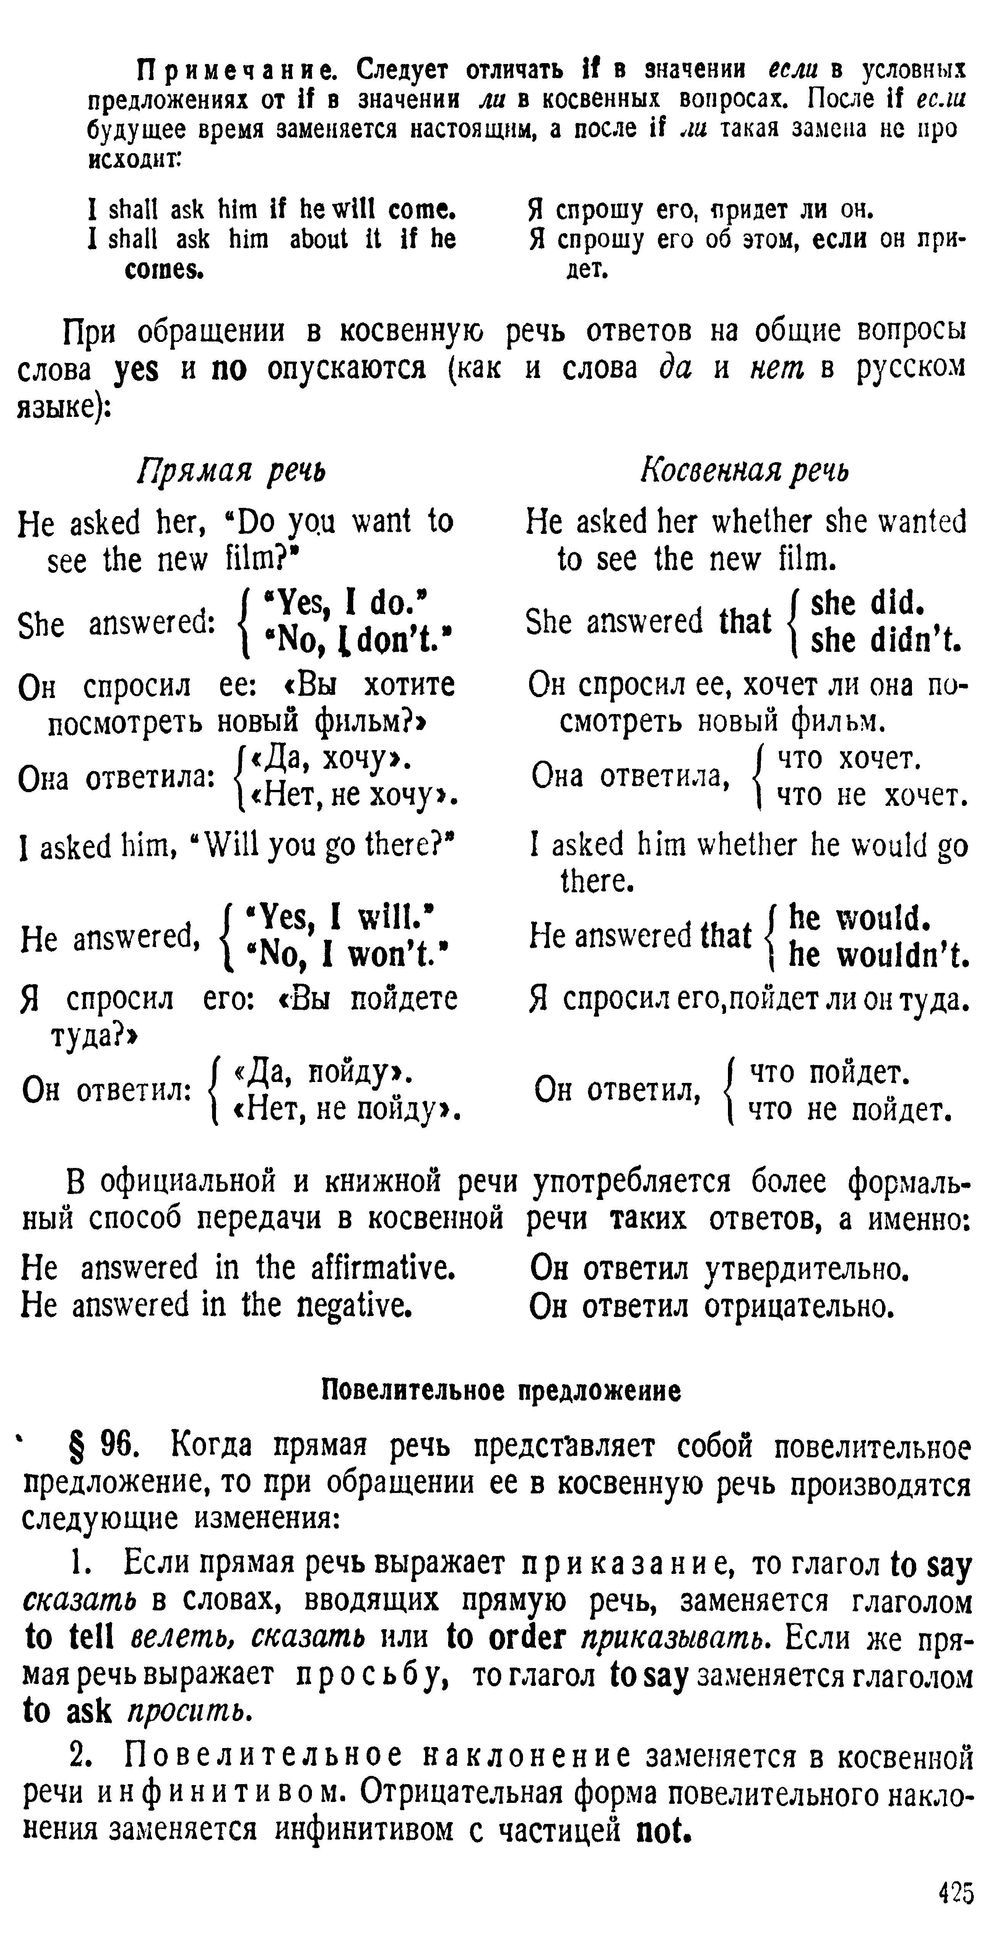 Примечание. Следует отличать if в значении если в условных
предложениях от if в значении ли в косвенных вопросах. После if если
будущее время заменяется настоящим, а после if ли такая замена не про
исходит:
I shall ask him if he will come. Я спрошу его, придет ли он.
I shall ask him about it if he Я спрошу его об этом, если он при-
comes. дет.
При обращении в косвенную речь ответов на общие вопросы
слова yes и no опускаются (как и слова да и нет в русском
языке):
Прямая речь Косвенная речь
He asked her, “Do you want to He asked her whether she wanted
see the new film?” to see the new film.
She answered: { “Yes, I do.” She answered that { she did.
“No, I don’t.” she didn’t.
Он спросил ее: «Вы хотите Он спросил ее, хочет ли она по-
посмотреть новый фильм?» смотреть новый фильм.
Она ответила: { «Да, хочу». Она ответила, { что хочет.
«Нет, не хочу». что не хочет.
I asked him, “Will you go there?” I asked him whether he would go
there.
He answered, { “Yes, I will.” He answered that { he would.
“No, I won’t.” he wouldn’t.
Я спросил его: «Вы пойдете Я спросил его, пойдет ли он туда.
туда?»
Он ответил: { «Да, пойду». Он ответил, { что пойдет.
«Нет, не пойду». что не пойдет.
В официальной и книжной речи употребляется более формаль-
ный способ передачи в косвенной речи таких ответов, а именно:
He answered in the affirmative. Он ответил утвердительно.
He answered in the negative. Он ответил отрицательно.
Повелительное предложение
§ 96. Когда прямая речь представляет собой повелительное
предложение, то при обращении ее в косвенную речь производятся
следующие изменения:
1. Если прямая речь выражает приказание, то глагол to say
сказать в словах, вводящих прямую речь, заменяется глаголом
to tell велеть, сказать или to order приказывать. Если же пря-
мая речь выражает просьбу, то глагол to say заменяется глаголом
to ask просить.
2. Повелительное наклонение заменяется в косвенной
речи инфинитивом. Отрицательная форма повелительного накло-
нения заменяется инфинитивом с частицей not.
425